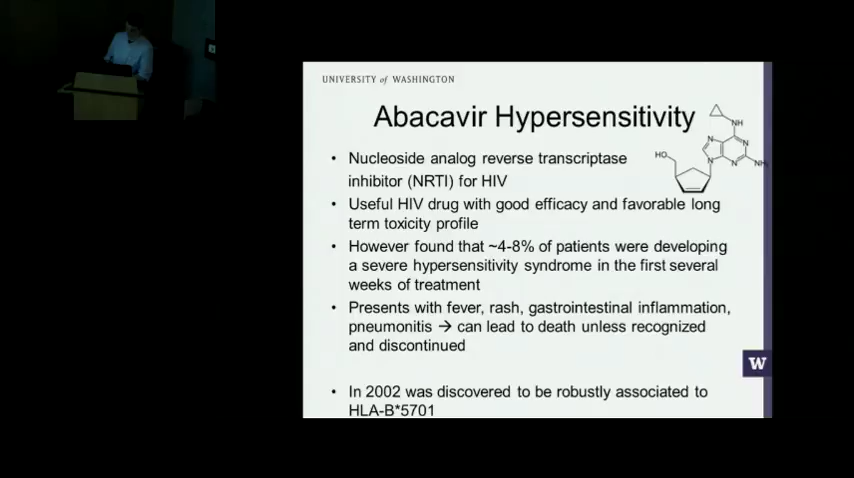 UNIVERSITY of WASHINGTON
Abacavir Hypersensitivity
NH
N
N
HO
N
N
NH
• Nucleoside analog reverse transcriptase
inhibitor (NRTI) for HIV
• Useful HIV drug with good efficacy and favorable long
term toxicity profile
• However found that ~4-8% of patients were developing
a severe hypersensitivity syndrome in the first several
weeks of treatment
• Presents with fever, rash, gastrointestinal inflammation,
pneumonitis → can lead to death unless recognized
and discontinued
W
• In 2002 was discovered to be robustly associated to
HLA-B*5701